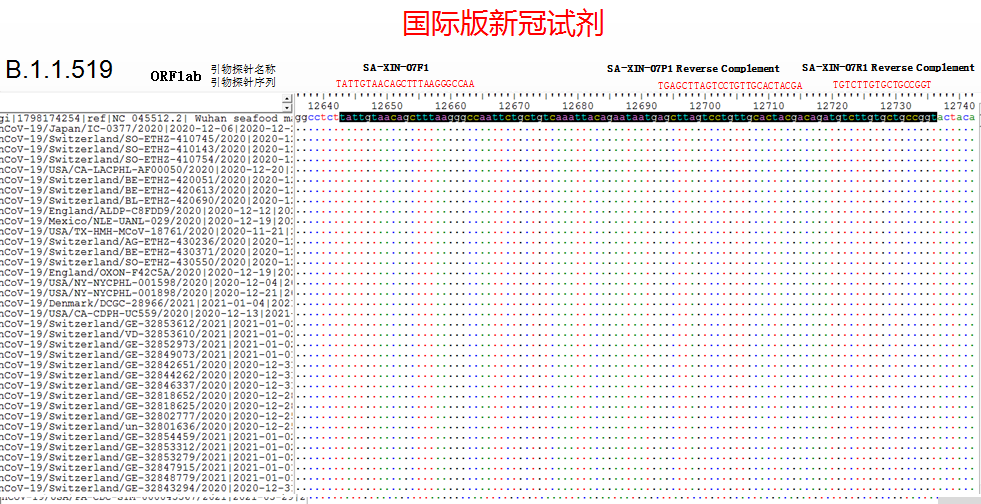 国际版新冠试剂
B.1.1.519
ORF1ab
引物探针名称
引物探针序列
SA-XIN-07F1
SA-XIN-07P1 Reverse Complement
SA-XIN-07R1 Reverse Complement
TATTGTAACAGCTTTAAGGGCCAA
TGAGCTTAGTCCTGTTGCACTACGA
TGTCTTGTGCTGCCGGT
12640 12650 12660 12670 12680 12690 12700 12710 12720 12730 12740
gi|1798174254|ref|NC 045512.2| Wuhan seafood ma
ggcctcttattgtaacagctttaagggccaattctgctgtcaaattacagaataatgagcttagtcctgttgcactacgacagatgtcttgtgctgccggtactaca
nCoV-19/Japan/IC-0377/2020|2020-12-06|2020-12-
nCoV-19/Switzerland/SO-ETHZ-410745/2020|2020-1
nCoV-19/Switzerland/SO-ETHZ-410143/2020|2020-1
nCoV-19/Switzerland/SO-ETHZ-410754/2020|2020-1
nCoV-19/USA/CA-LACPHL-AF00050/2020|2020-12-20|
nCoV-19/Switzerland/BE-ETHZ-420051/2020|2020-1
nCoV-19/Switzerland/BE-ETHZ-420613/2020|2020-1
nCoV-19/Switzerland/BL-ETHZ-420690/2020|2020-1
nCoV-19/England/ALDP-C8FDD9/2020|2020-12-12|20
nCoV-19/Mexico/NLE-UANL-029/2020|2020-12-19|20
nCoV-19/USA/TX-HMH-MCoV-18761/2020|2020-11-21|
nCoV-19/Switzerland/AG-ETHZ-430236/2020|2020-1
nCoV-19/Switzerland/BE-ETHZ-430371/2020|2020-1
nCoV-19/Switzerland/SO-ETHZ-430550/2020|2020-1
nCoV-19/England/OXON-F42C5A/2020|2020-12-19|20
nCoV-19/USA/NY-NYCPHL-001598/2020|2020-12-04|2
nCoV-19/USA/NY-NYCPHL-001898/2020|2020-12-21|2
nCoV-19/Denmark/DCGC-28966/2021|2021-01-04|202
nCoV-19/USA/CA-CDPH-UC559/2020|2020-12-13|2021
nCoV-19/Switzerland/GE-32853612/2021|2021-01-0
nCoV-19/Switzerland/VD-32853610/2021|2021-01-0
nCoV-19/Switzerland/GE-32852973/2021|2021-01-0
nCoV-19/Switzerland/GE-32849073/2021|2021-01-0
nCoV-19/Switzerland/GE-32842651/2020|2020-12-3
nCoV-19/Switzerland/GE-32844262/2020|2020-12-3
nCoV-19/Switzerland/GE-32846337/2020|2020-12-3
nCoV-19/Switzerland/GE-32818652/2020|2020-12-2
nCoV-19/Switzerland/GE-32818625/2020|2020-12-2
nCoV-19/Switzerland/GE-32802777/2020|2020-12-2
nCoV-19/Switzerland/un-32801636/2020|2020-12-2
nCoV-19/Switzerland/GE-32854459/2021|2021-01-0
nCoV-19/Switzerland/GE-32853312/2021|2021-01-0
nCoV-19/Switzerland/GE-32853279/2021|2021-01-0
nCoV-19/Switzerland/GE-32847915/2021|2021-01-0
nCoV-19/Switzerland/GE-32848779/2021|2021-01-0
nCoV-19/Switzerland/GE-32843294/2020|2020-12-3